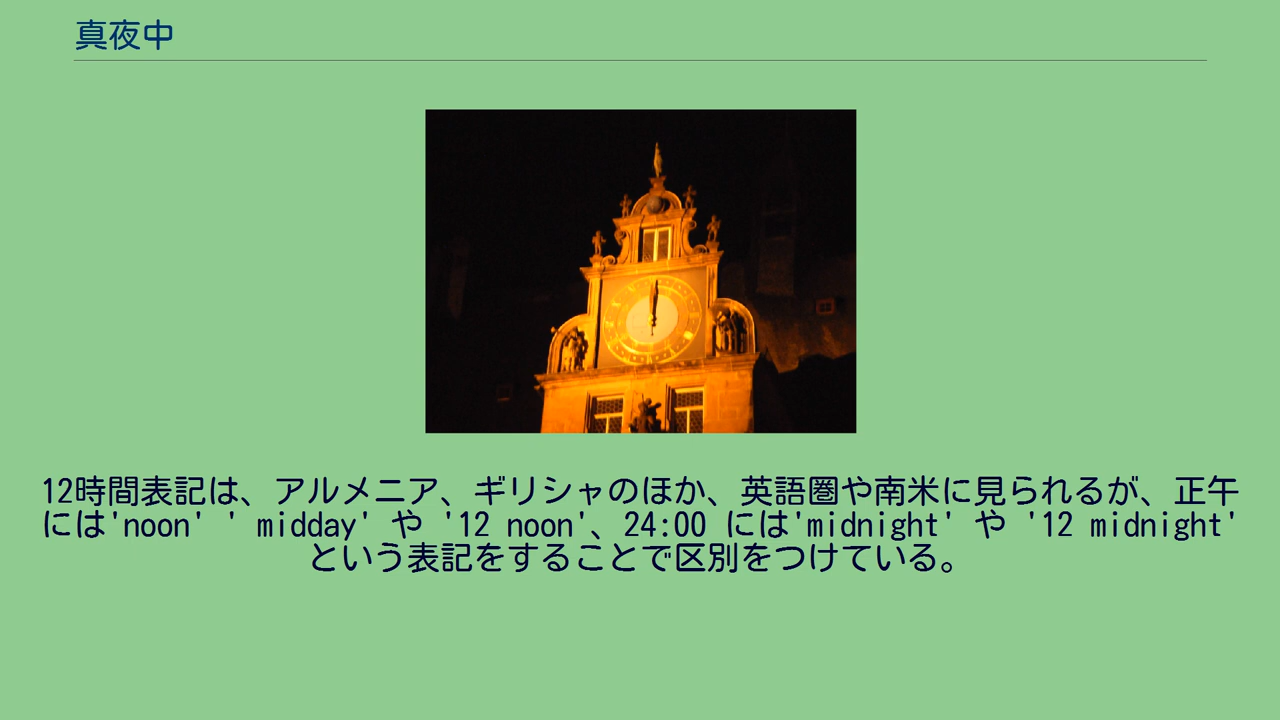 真夜中
12時間表記は、アルメニア、ギリシャのほか、英語圏や南米に見られるが、正午
には'noon' ' midday' や '12 noon'、24:00 には'midnight' や '12 midnight'
という表記をすることで区別をつけている。